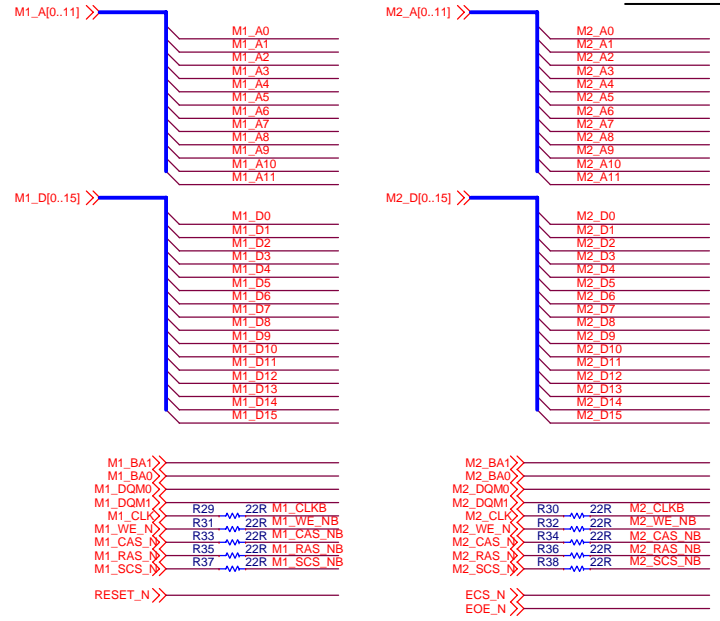 M1_A[0..11]
M1_A0
M1_A1
M1_A2
M1_A3
M1_A4
M1_A5
M1_A6
M1_A7
M1_A8
M1_A9
M1_A10
M1_A11
M1_D[0..15]
M1_D0
M1_D1
M1_D2
M1_D3
M1_D4
M1_D5
M1_D6
M1_D7
M1_D8
M1_D9
M1_D10
M1_D11
M1_D12
M1_D13
M1_D14
M1_D15
M1_BA1
M1_BA0
M1_DQM0
M1_DQM1
M1_CLK R29 22R M1_CLKB
M1_WE_N R31 22R M1_WE_NB
M1_CAS_N R33 22R M1_CAS_NB
M1_RAS_N R35 22R M1_RAS_NB
M1_SCS_N R37 22R M1_SCS_NB
RESET_N
M2_A[0..11]
M2_A0
M2_A1
M2_A2
M2_A3
M2_A4
M2_A5
M2_A6
M2_A7
M2_A8
M2_A9
M2_A10
M2_A11
M2_D[0..15]
M2_D0
M2_D1
M2_D2
M2_D3
M2_D4
M2_D5
M2_D6
M2_D7
M2_D8
M2_D9
M2_D10
M2_D11
M2_D12
M2_D13
M2_D14
M2_D15
M2_BA1
M2_BA0
M2_DQM0
M2_DQM1
M2_CLK R30 22R M2_CLKB
M2_WE_N R32 22R M2_WE_NB
M2_CAS_N R34 22R M2_CAS_NB
M2_RAS_N R36 22R M2_RAS_NB
M2_SCS_N R38 22R M2_SCS_NB
ECS_N
EOE_N